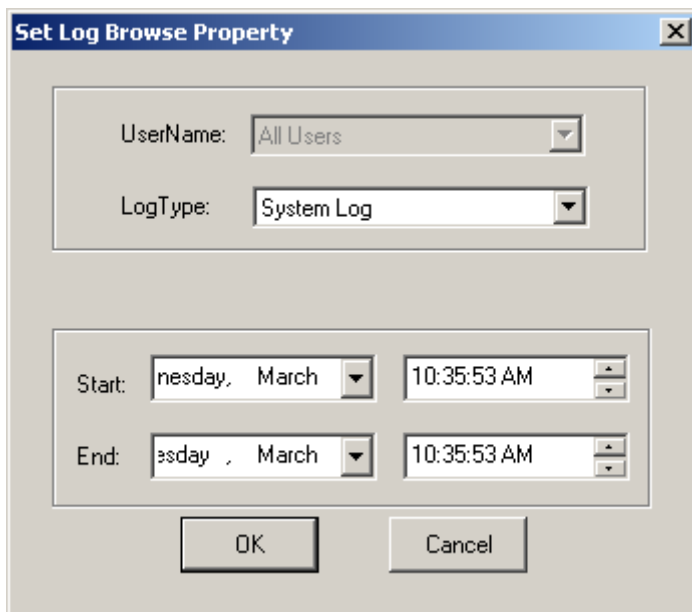 Set Log Browse Property
UserName: All Users
LogType: System Log
Start: nesday, March 10:35:53 AM
End: esday , March 10:35:53 AM
OK Cancel